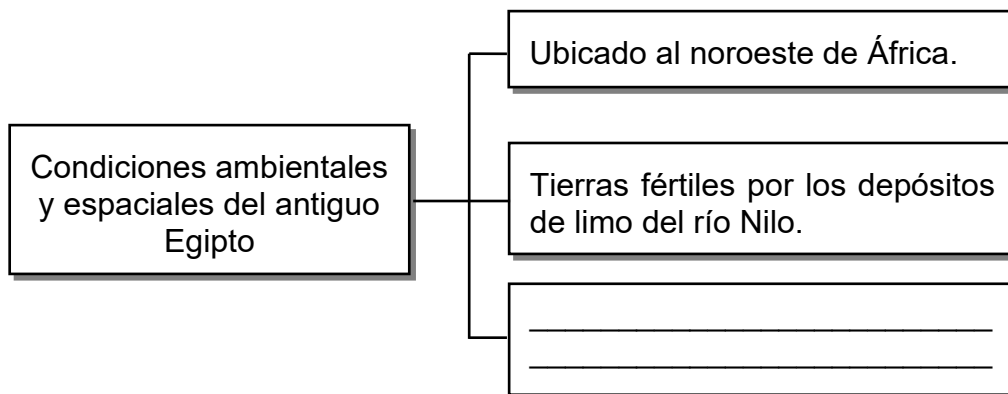 Ubicado al noroeste de África.
Condiciones ambientales
y espaciales del antiguo
Egipto
Tierras fértiles por los depósitos
de limo del río Nilo.